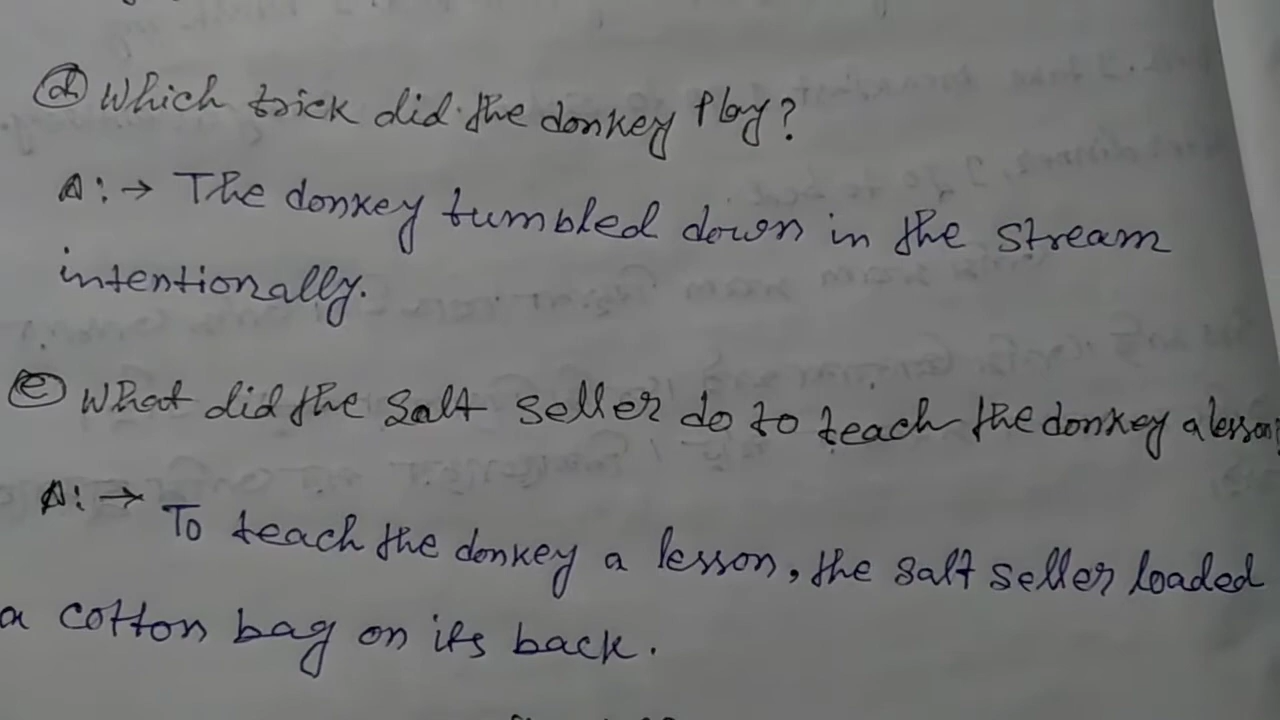 (d) Which trick did the donkey play?
A:→ The donkey tumbled down in the stream
intentionally.
(e) What did the salt seller do to teach the donkey a lesson
A:→ To teach the donkey a lesson, the salt seller loaded
a cotton bag on its back.